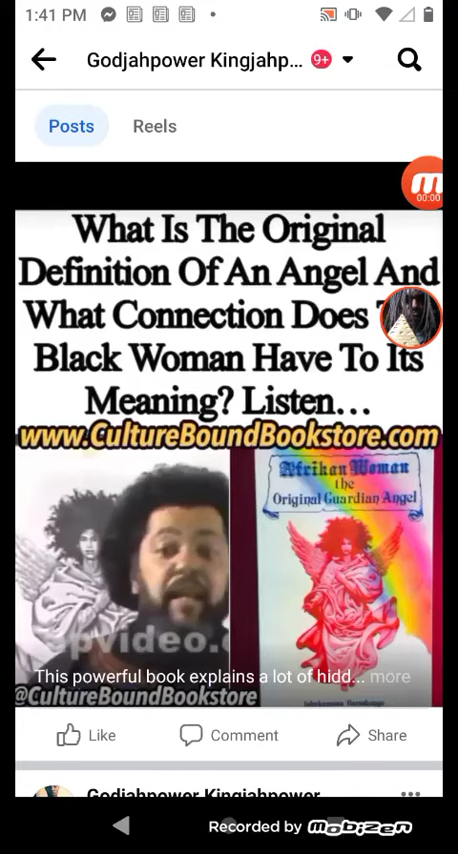 1:41 PM
Godjahpower Kingjahp... 9+
Posts Reels
00:00
What Is The Original
Definition Of An Angel And
What Connection Does
Black Woman Have To Its
Meaning? Listen...
www.CultureBoundBookstore.com
Afrikan Woman
the
Original Guardian Angel
pVideo.
This powerful book explains a lot of hidd... more
@CultureBoundBookstore
Like Comment Share
Godjahpower Kingjahpower
Recorded by mobizen